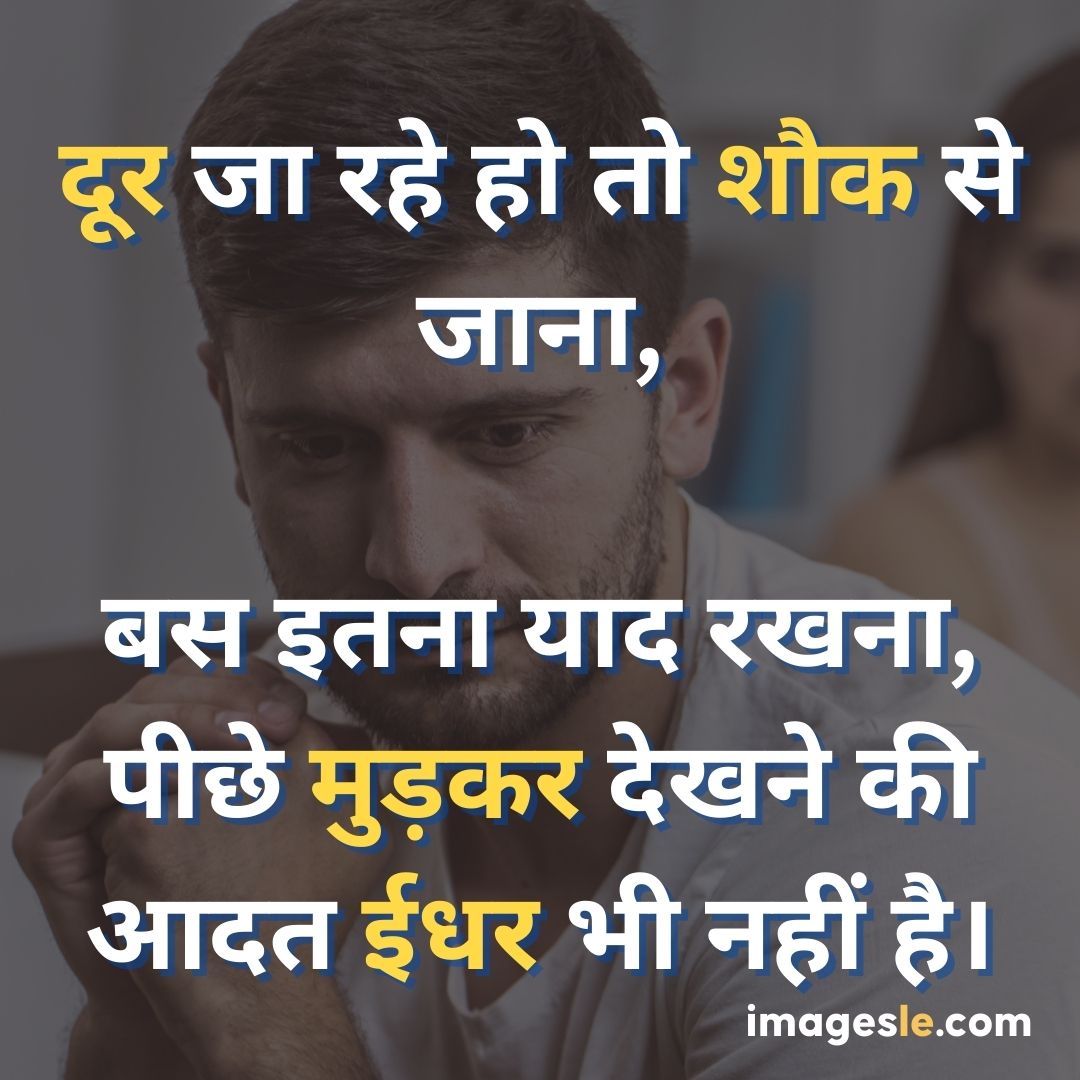 दूर जा रहे हो तो शौक से
जाना,
बस इतना याद रखना,
पीछे मुड़कर देखने की
आदत ईधर भी नहीं है।
imagesle.com